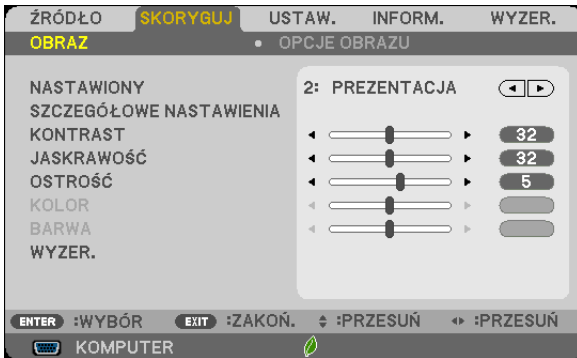 ŹRÓDŁO SKORYGUJ USTAW. INFORM. WYZER.
OBRAZ • OPCJE OBRAZU
NASTAWIONY 2: PREZENTACJA
SZCZEGÓŁOWE NASTAWIENIA
KONTRAST 32
JASKRAWOŚĆ 32
OSTROŚĆ 5
KOLOR
BARWA
WYZER.
ENTER :WYBÓR EXIT :ZAKOŃ. :PRZESUŃ :PRZESUŃ
KOMPUTER